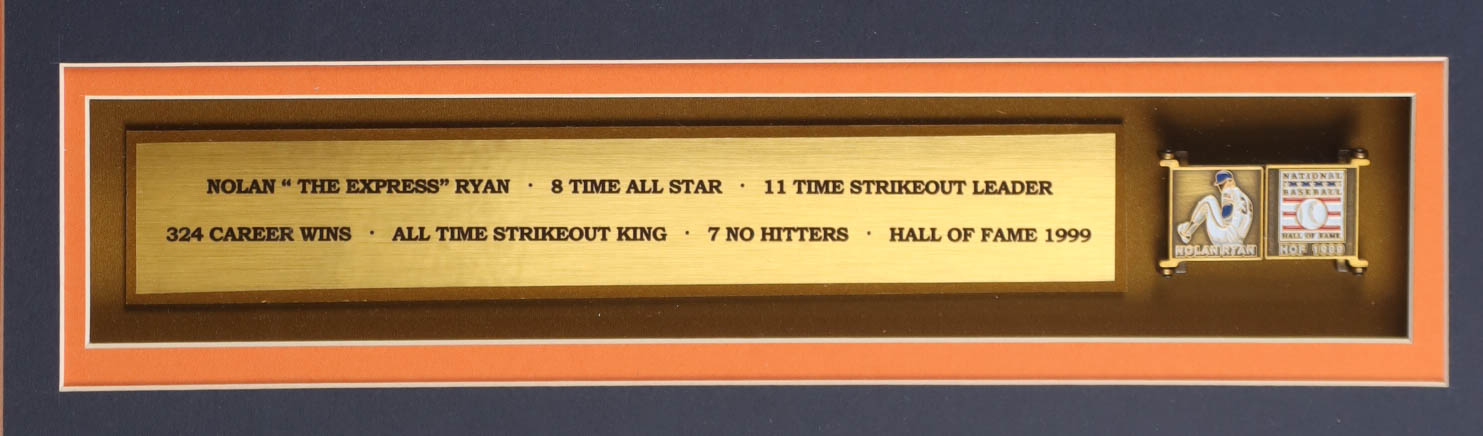 NOLAN “ THE EXPRESS” RYAN · 8 TIME ALL STAR · 11 TIME STRIKEOUT LEADER
324 CAREER WINS · ALL TIME STRIKEOUT KING · 7 NO HITTERS · HALL OF FAME 1999
NOLAN RYAN
NATIONAL
BASEBALL
HALL OF FAME
HOF 1999